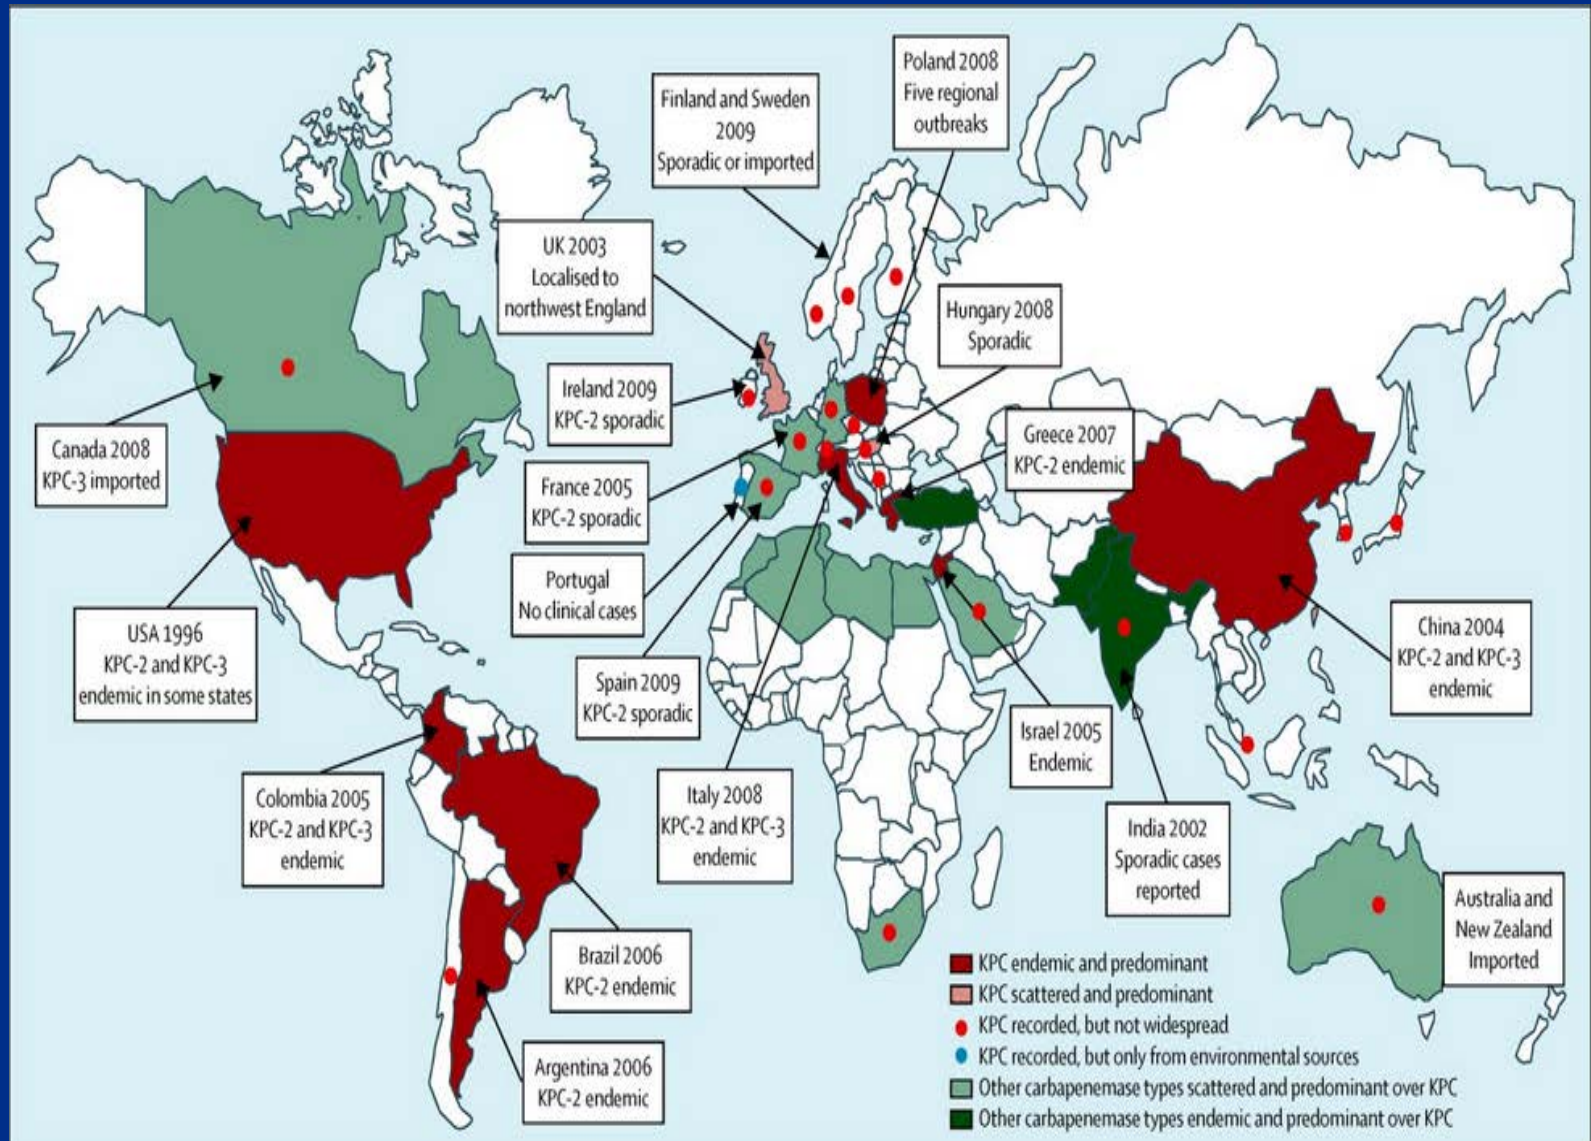 Poland 2008
Five regional
outbreaks
Finland and Sweden
2009
Sporadic or imported
UK 2003
Localised to
northwest England
Hungary 2008
Sporadic
Ireland 2009
KPC-2 sporadic
Canada 2008
KPC-3 imported
Greece 2007
KPC-2 endemic
France 2005
KPC-2 sporadic
Portugal
No clinical cases
USA 1996
KPC-2 and KPC-3
endemic in some states
China 2004
KPC-2 and KPC-3
endemic
Spain 2009
KPC-2 sporadic
Israel 2005
Endemic
Colombia 2005
KPC-2 and KPC-3
endemic
Italy 2008
KPC-2 and KPC-3
endemic
India 2002
Sporadic cases
reported
Australia and
New Zealand
Imported
Brazil 2006
KPC-2 endemic
Argentina 2006
KPC-2 endemic
KPC endemic and predominant
KPC scattered and predominant
KPC recorded, but not widespread
KPC recorded, but only from environmental sources
Other carbapenemase types scattered and predominant over KPC
Other carbapenemase types endemic and predominant over KPC